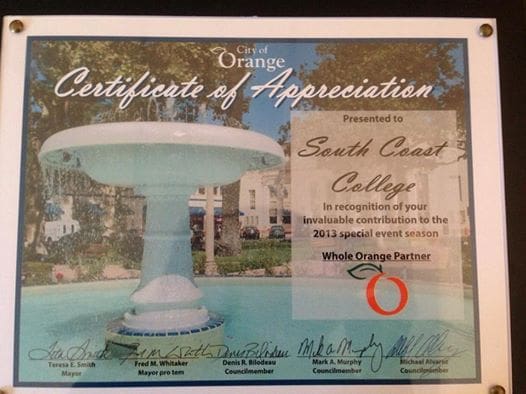 City of
Orange
Certificate of Appreciation
Presented to
South Coast
College
In recognition of your
invaluable contribution to the
2013 special event season
Whole Orange Partner
Teresa E. Smith
Mayor
Fred M. Whitaker
Mayor pro tem
Denis R. Bilodeau
Councilmember
Mark A. Murphy
Councilmember
Michael Alvarez
Councilmember